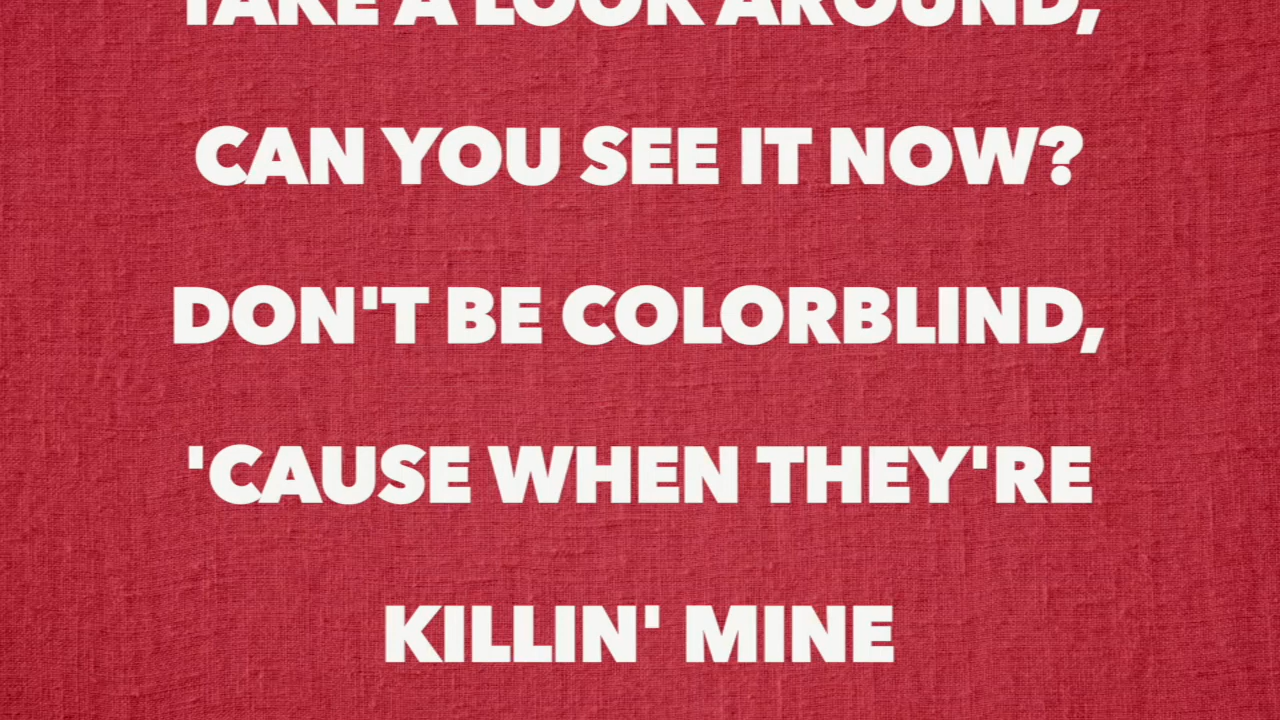 TAKE A LOOK AROUND,
CAN YOU SEE IT NOW?
DON'T BE COLORBLIND,
'CAUSE WHEN THEY'RE
KILLIN' MINE